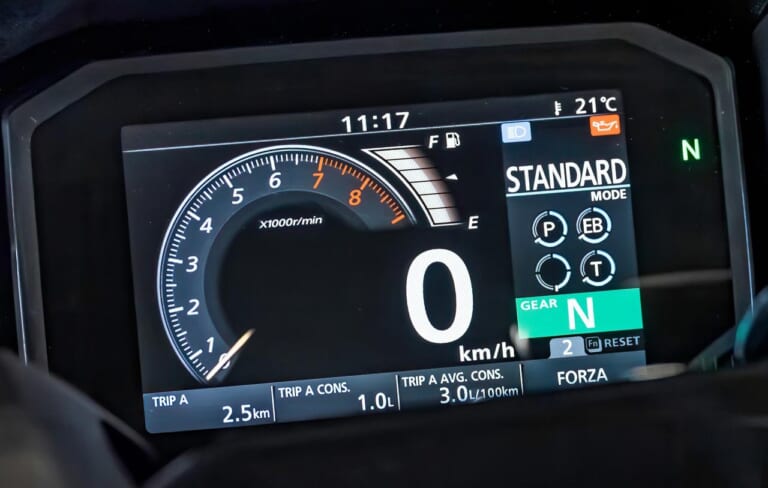 11:17
21°C
F
E
STANDARD
MODE
P
EB
T
GEAR
N
2
Fn RESET
N
0 1 2 3 4 5 6 7 8
X1000r/min
0
km/h
TRIP A
2.5km
TRIP A CONS.
1.0L
TRIP A AVG. CONS.
3.0L/100km
FORZA